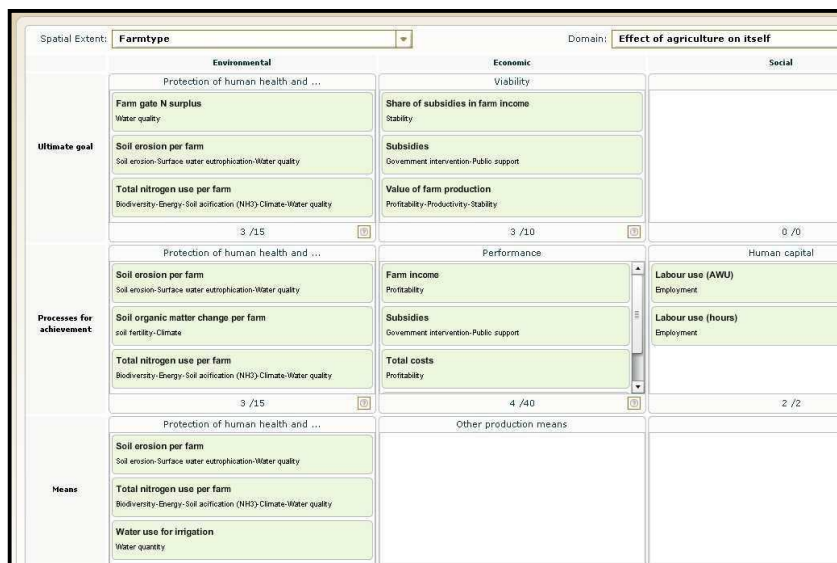 Spatial Extent: Farmtype
Domain: Effect of agriculture on itself
Environmental
Economic
Social
Ultimate goal
Protection of human health and ...
Farm gate N surplus
Water quality
Soil erosion per farm
Soil erosion-Surface water eutrophication-Water quality
Total nitrogen use per farm
Biodiversity-Energy-Soil acification (NH3)-Climate-Water quality
3 /15
Viability
Share of subsidies in farm income
Stability
Subsidies
Government intervention-Public support
Value of farm production
Profitability-Productivity-Stability
3 /10
0 /0
Processes for
achievement
Protection of human health and ...
Soil erosion per farm
Soil erosion-Surface water eutrophication-Water quality
Soil organic matter change per farm
soil fertility-Climate
Total nitrogen use per farm
Biodiversity-Energy-Soil acification (NH3)-Climate-Water quality
3 /15
Performance
Farm income
Profitability
Subsidies
Government intervention-Public support
Total costs
Profitability
4 /40
Human capital
Labour use (AWU)
Employment
Labour use (hours)
Employment
2 /2
Means
Protection of human health and ...
Soil erosion per farm
Soil erosion-Surface water eutrophication-Water quality
Total nitrogen use per farm
Biodiversity-Energy-Soil acification (NH3)-Climate-Water quality
Water use for irrigation
Water quantity
Other production means